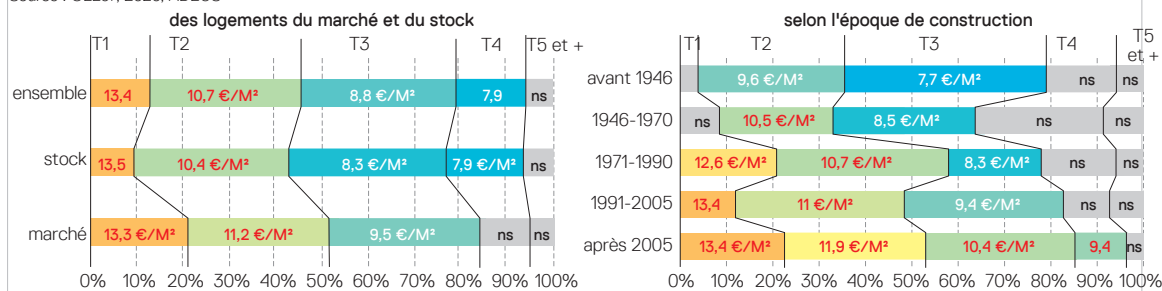 des logements du marché et du stock
T1 T2 T3 T4 T5 et +
ensemble 13,4 10,7 €/M² 8,8 €/M² 7,9 ns
stock 13,5 10,4 €/M² 8,3 €/M² 7,9 €/M² ns
marché 13,3 €/M² 11,2 €/M² 9,5 €/M² ns ns
0% 10% 20% 30% 40% 50% 60% 70% 80% 90% 100%
selon l'époque de construction
T1 T2 T3 T4 T5
et +
avant 1946 9,6 €/M² 7,7 €/M² ns ns
1946-1970 ns 10,5 €/M² 8,5 €/M² ns ns
1971-1990 12,6 €/M² 10,7 €/M² 8,3 €/M² ns ns
1991-2005 13,4 11 €/M² 9,4 €/M² ns ns
après 2005 13,4 €/M² 11,9 €/M² 10,4 €/M² 9,4 ns
0% 10% 20% 30% 40% 50% 60% 70% 80% 90% 100%